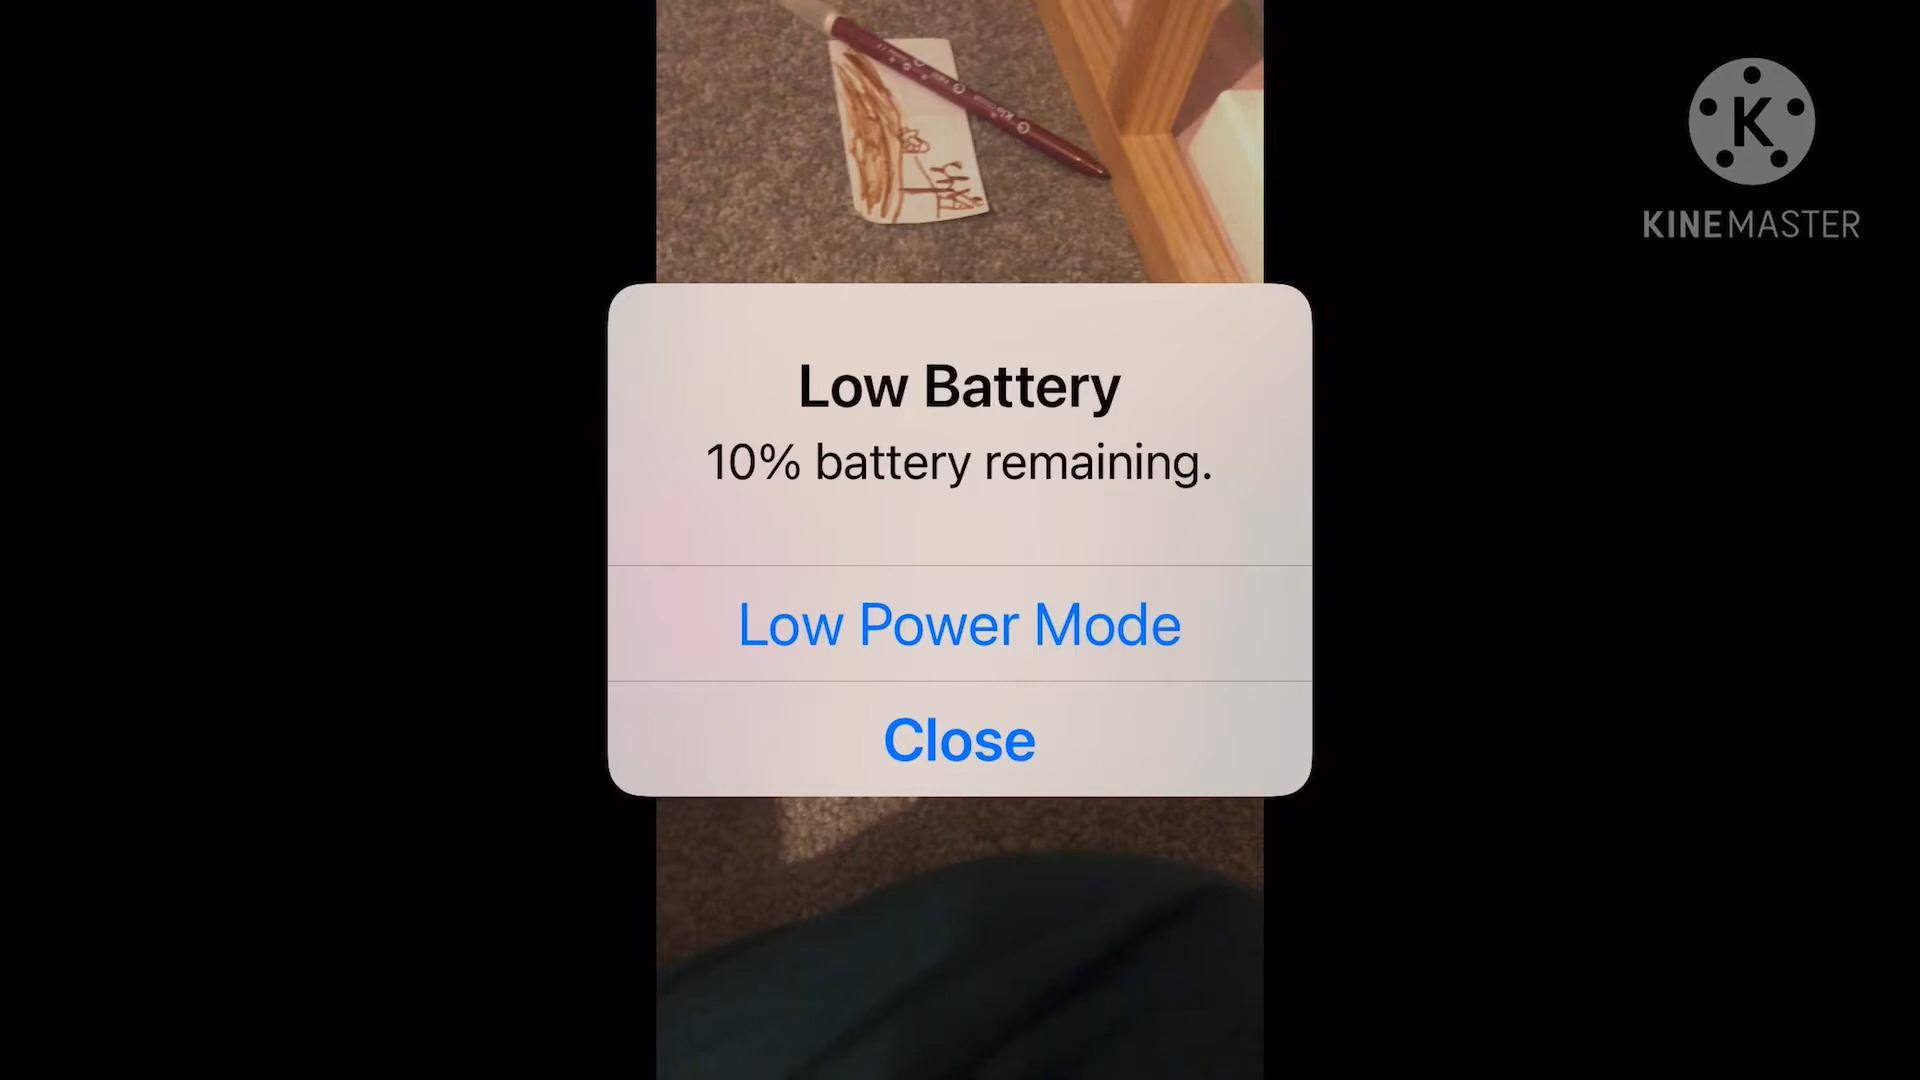 K
KINEMASTER
Low Battery
10% battery remaining.
Low Power Mode
Close